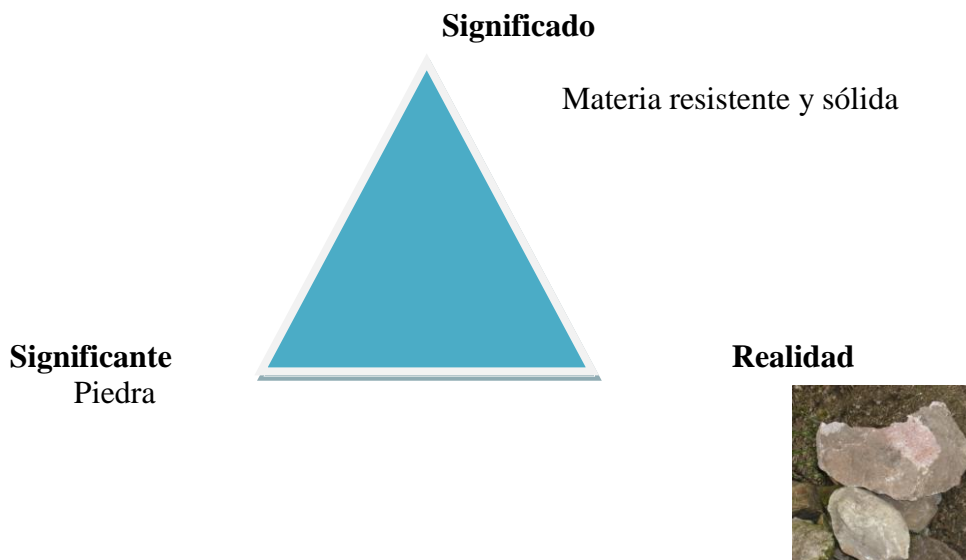 Significado
Materia resistente y sólida
Significante
Piedra
Realidad